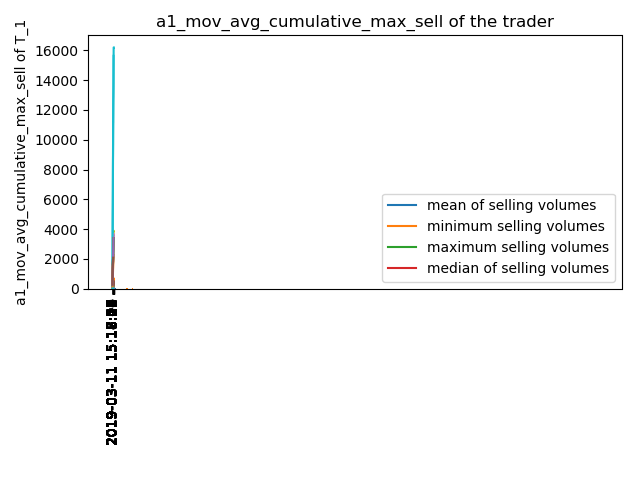 a1_mov_avg_cumulative_max_sell of the trader
a1_mov_avg_cumulative_max_sell of T_1
16000
14000
12000
10000
8000
6000
4000
2000
0
mean of selling volumes
minimum selling volumes
maximum selling volumes
median of selling volumes
2019-03-11